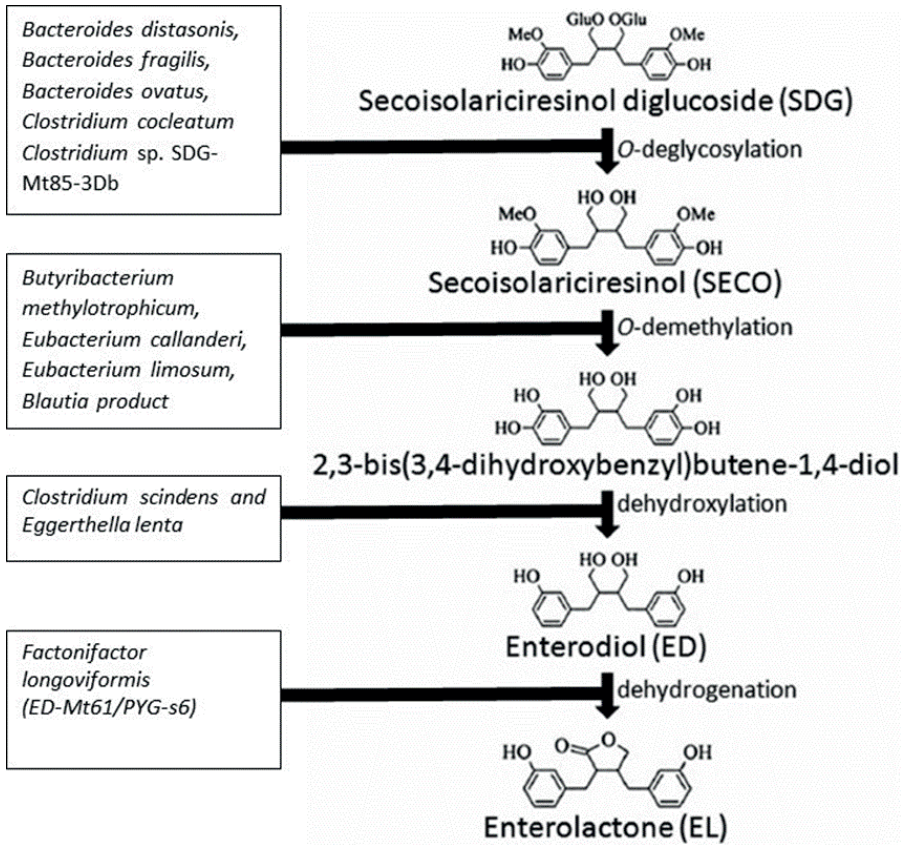 Bacteroides distasonis,
Bacteroides fragilis,
Bacteroides ovatus,
Clostridium cocleatum
Clostridium sp. SDG-
Mt85-3Db
GluO OGlu
MeO
OMe
HO
OH
Secoisolariciresinol diglucoside (SDG)
O-deglycosylation
HO OH
MeO
OMe
HO
OH
Secoisolariciresinol (SECO)
Butyribacterium
methylotrophicum,
Eubacterium callanderi,
Eubacterium limosum,
Blautia product
O-demethylation
HO OH
HO
OH
HO
OH
2,3-bis(3,4-dihydroxybenzyl)butene-1,4-diol
Clostridium scindens and
Eggerthella lenta
dehydroxylation
HO OH
HO
OH
Enterodiol (ED)
Factonifactor
longoviformis
(ED-Mt61/PYG-s6)
dehydrogenation
O
O
HO
OH
Enterolactone (EL)